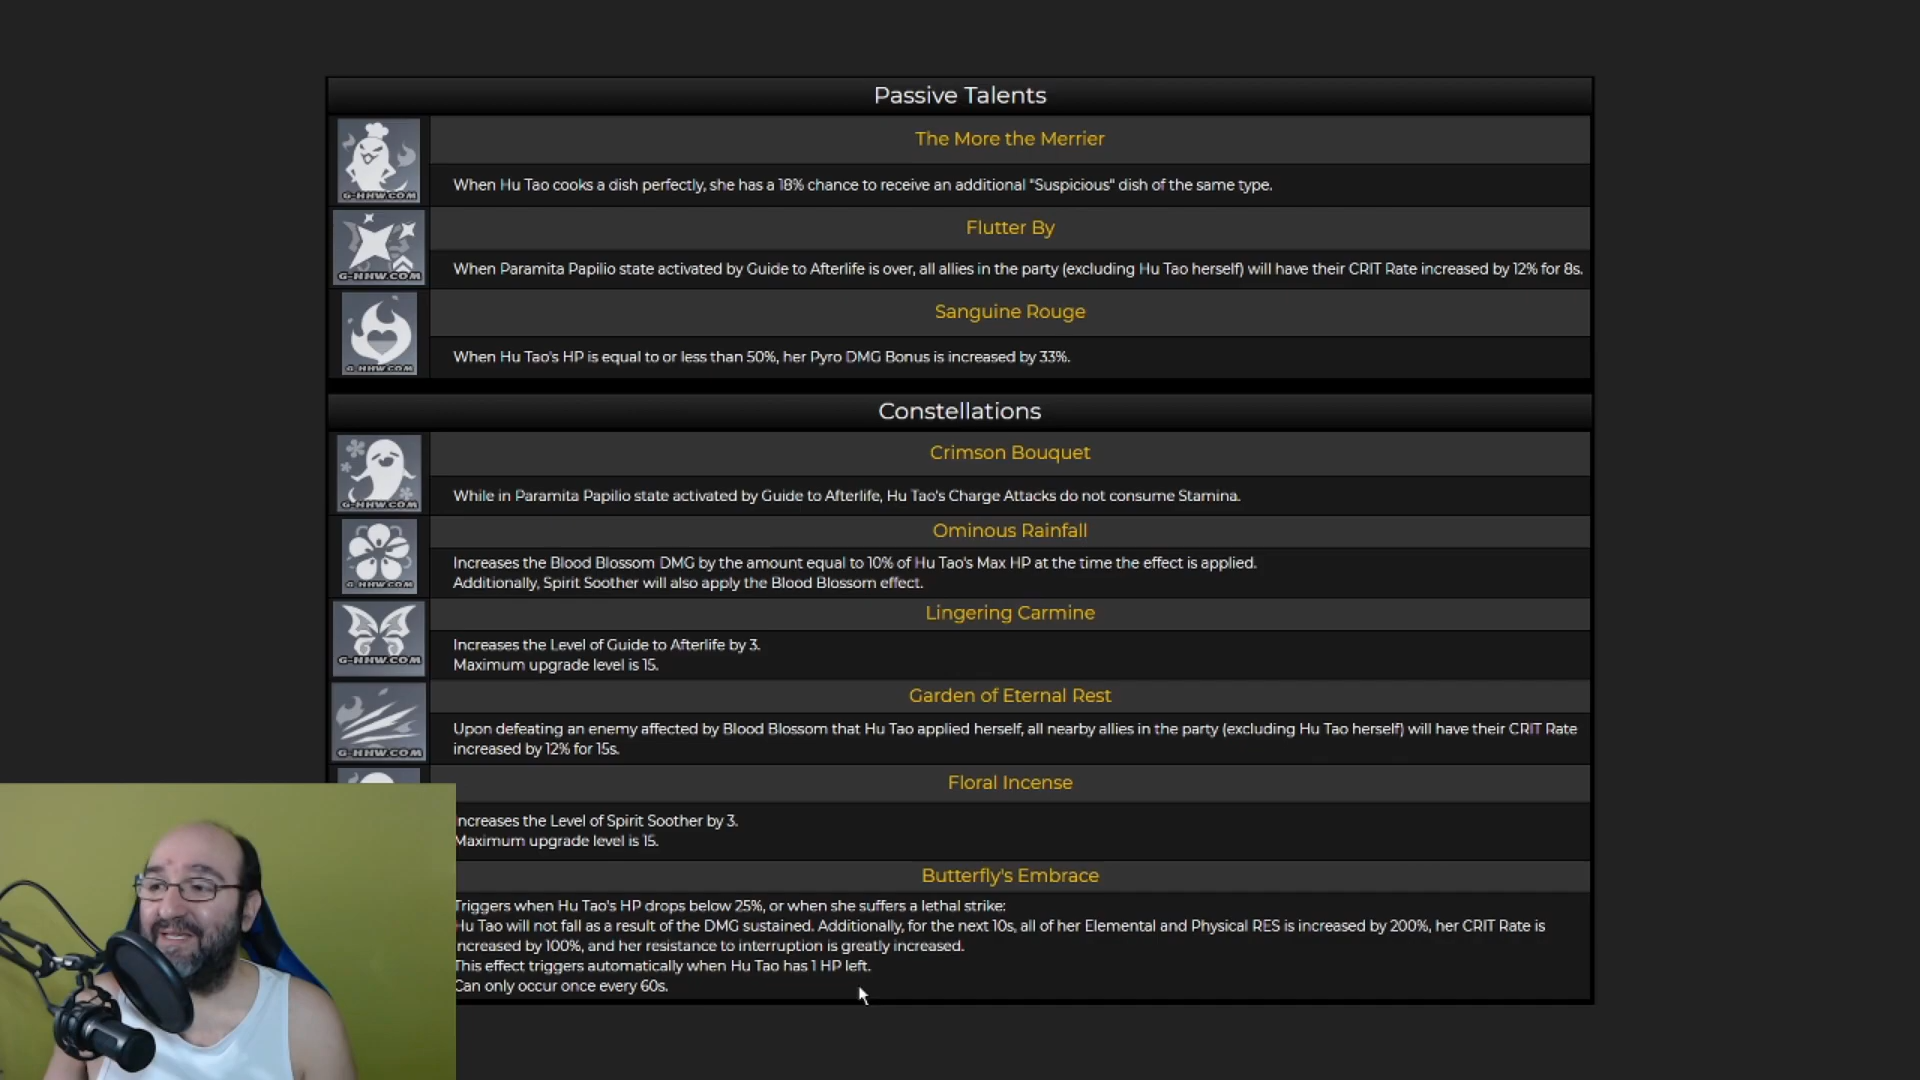 Passive Talents
The More the Merrier
G-HHW.COM
When Hu Tao cooks a dish perfectly, she has a 18% chance to receive an additional "Suspicious" dish of the same type.
Flutter By
G-HHW.COM
When Paramita Papilio state activated by Guide to Afterlife is over, all allies in the party (excluding Hu Tao herself) will have their CRIT Rate increased by 12% for 8s.
Sanguine Rouge
G-HHW.COM
When Hu Tao's HP is equal to or less than 50%, her Pyro DMG Bonus is increased by 33%.
Constellations
Crimson Bouquet
G-HHW.COM
While in Paramita Papilio state activated by Guide to Afterlife, Hu Tao's Charge Attacks do not consume Stamina.
Ominous Rainfall
G-HHW.COM
Increases the Blood Blossom DMG by the amount equal to 10% of Hu Tao's Max HP at the time the effect is applied.
Additionally, Spirit Soother will also apply the Blood Blossom effect.
Lingering Carmine
G-HHW.COM
Increases the Level of Guide to Afterlife by 3.
Maximum upgrade level is 15.
Garden of Eternal Rest
G-HHW.COM
Upon defeating an enemy affected by Blood Blossom that Hu Tao applied herself, all nearby allies in the party (excluding Hu Tao herself) will have their CRIT Rate
increased by 12% for 15s.
Floral Incense
ncreases the Level of Spirit Soother by 3.
Maximum upgrade level is 15.
Butterfly's Embrace
Triggers when Hu Tao's HP drops below 25%, or when she suffers a lethal strike:
Hu Tao will not fall as a result of the DMG sustained. Additionally, for the next 10s, all of her Elemental and Physical RES is increased by 200%, her CRIT Rate is
ncreased by 100%, and her resistance to interruption is greatly increased.
This effect triggers automatically when Hu Tao has 1 HP left.
Can only occur once every 60s.